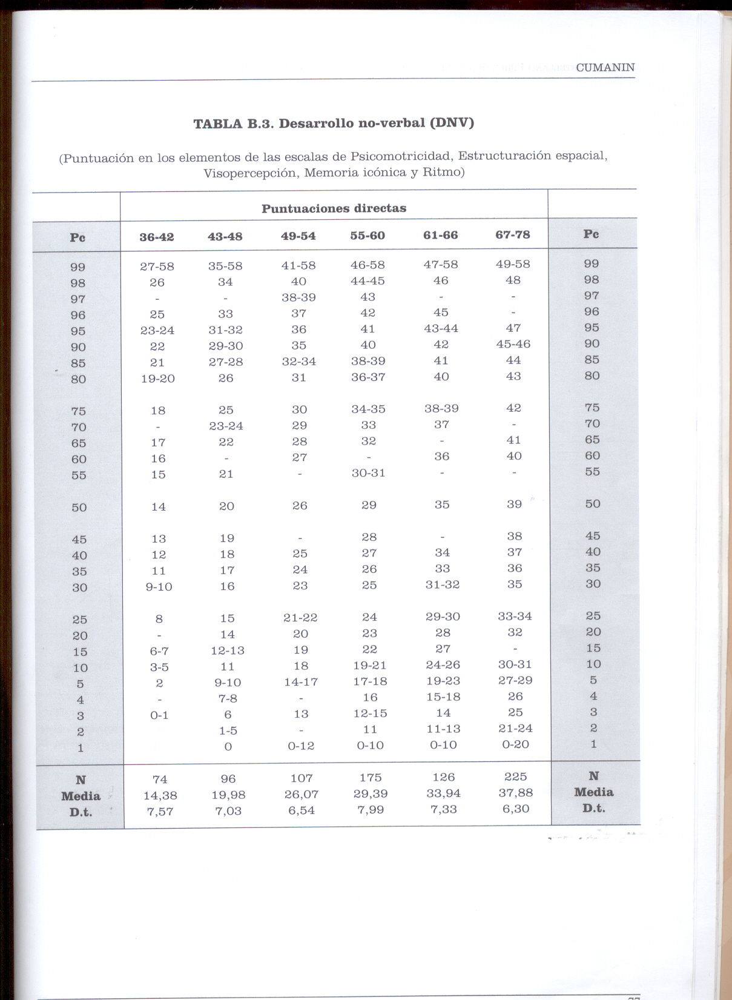 CUMANIN
TABLA B.3. Desarrollo no-verbal (DNV)
(Puntuación en los elementos de las escalas de Psicomotricidad, Estructuración espacial,
Visopercepción, Memoria icónica y Ritmo)
Puntuaciones directas
Pc 36-42 43-48 49-54 55-60 61-66 67-78 Pc
99 27-58 35-58 41-58 46-58 47-58 49-58 99
98 26 34 40 44-45 46 48 98
97 - - 38-39 43 - - 97
96 25 33 37 42 45 - 96
95 23-24 31-32 36 41 43-44 47 95
90 22 29-30 35 40 42 45-46 90
85 21 27-28 32-34 38-39 41 44 85
80 19-20 26 31 36-37 40 43 80
75 18 25 30 34-35 38-39 42 75
70 - 23-24 29 33 37 - 70
65 17 22 28 32 - 41 65
60 16 - 27 - 36 40 60
55 15 21 - 30-31 - - 55
50 14 20 26 29 35 39 50
45 13 19 - 28 - 38 45
40 12 18 25 27 34 37 40
35 11 17 24 26 33 36 35
30 9-10 16 23 25 31-32 35 30
25 8 15 21-22 24 29-30 33-34 25
20 - 14 20 23 28 32 20
15 6-7 12-13 19 22 27 - 15
10 3-5 11 18 19-21 24-26 30-31 10
5 2 9-10 14-17 17-18 19-23 27-29 5
4 - 7-8 - 16 15-18 26 4
3 0-1 6 13 12-15 14 25 3
2 1-5 - 11 11-13 21-24 2
1 0 0-12 0-10 0-10 0-20 1
N 74 96 107 175 126 225 N
Media 14,38 19,98 26,07 29,39 33,94 37,88 Media
D.t. 7,57 7,03 6,54 7,99 7,33 6,30 D.t.